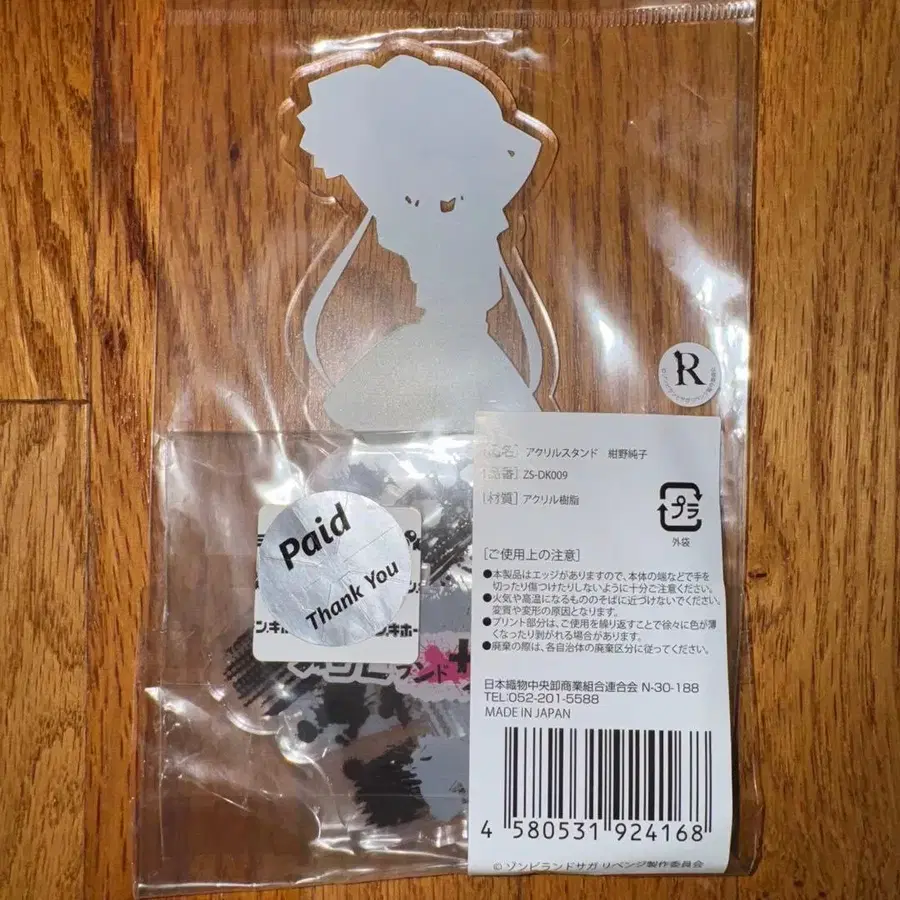 R
[品名] アクリルスタンド 紺野純子
[品番] ZS-DK009
[材質] アクリル樹脂
プラ
外袋
[ご使用上の注意]
●本製品はエッジがありますので、本体の端などで手を
切ったり傷つけたりしないように十分ご注意ください。
●火気や高温になるもののそばに近づけないでください。
変質や変形の原因となります。
●プリント部分は、ご使用を繰り返すことで徐々に色が薄
くなったり剥がれる場合があります。
●廃棄の際は、各自治体の廃棄区分に従ってください。
日本織物中央卸商業組合連合会 N-30-188
TEL:052-201-5588
MADE IN JAPAN
4 580531 924168
© ゾンビランドサガ リベンジ製作委員会
Paid
Thank You
ン.キホ
.キホー
ンド